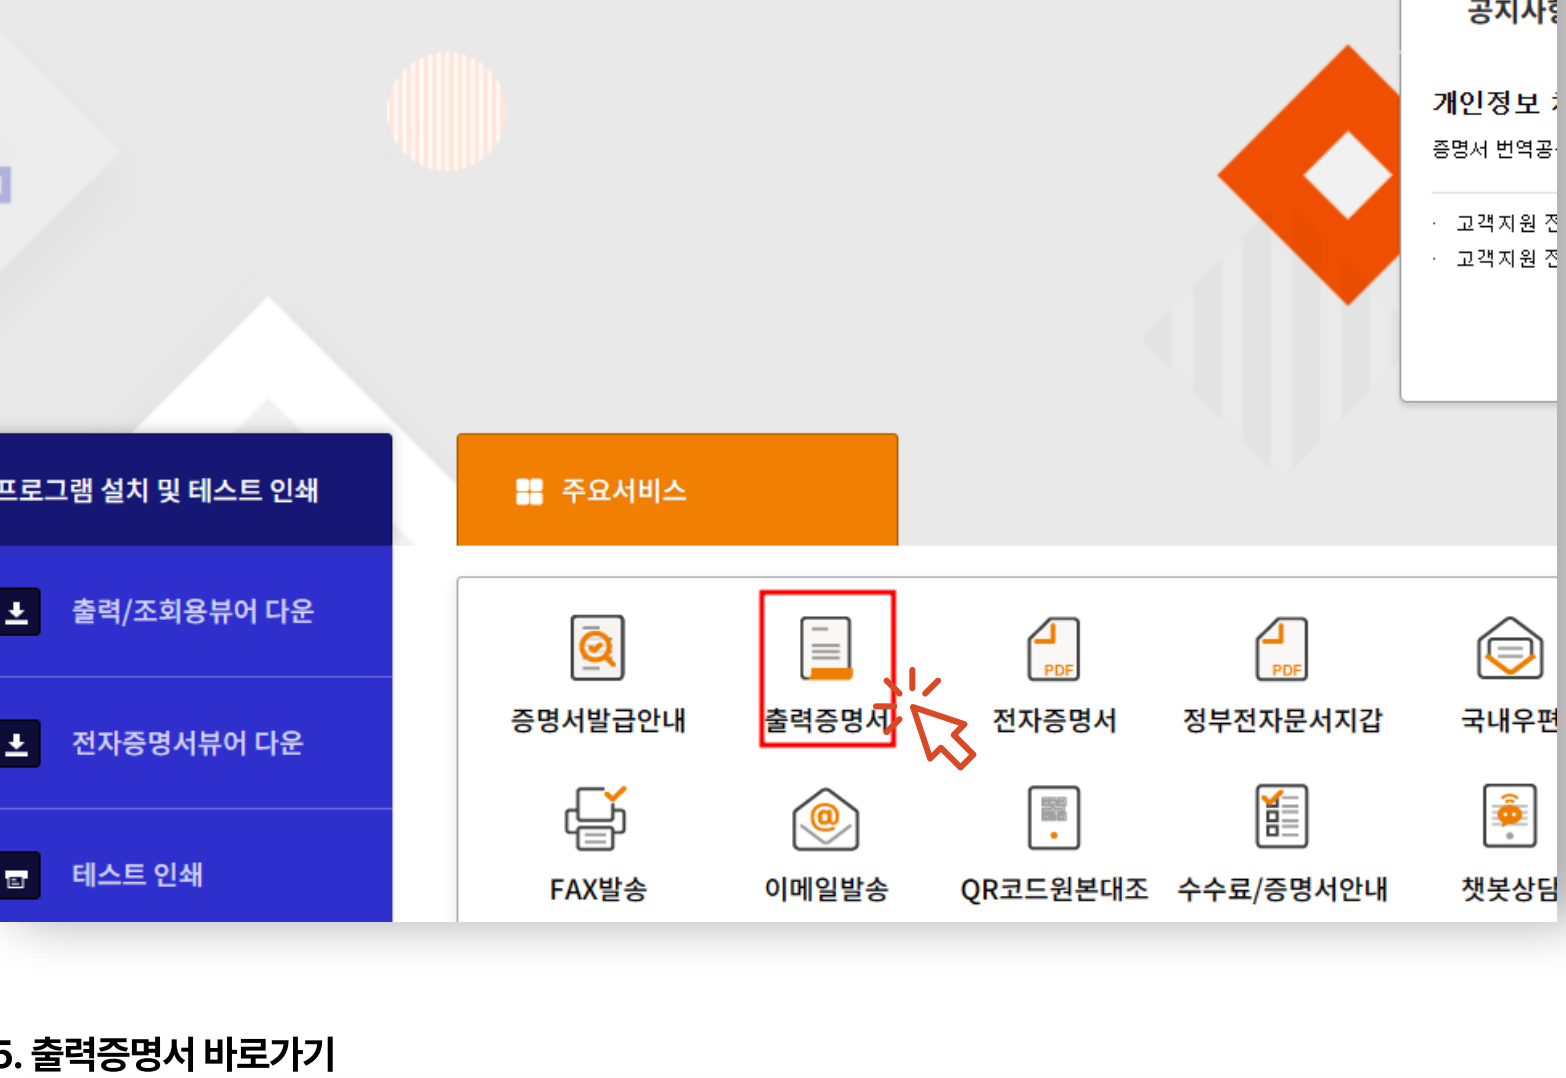 공지사항
개인정보
증명서 번역공
· 고객지원 전
· 고객지원 전
프로그램 설치 및 테스트 인쇄
주요서비스
출력/조회용뷰어 다운
전자증명서뷰어 다운
테스트 인쇄
증명서발급안내
출력증명서
PDF
전자증명서
PDF
정부전자문서지갑
국내우편
FAX발송
@
이메일발송
QR코드원본대조
수수료/증명서안내
챗봇상담
5. 출력증명서 바로가기